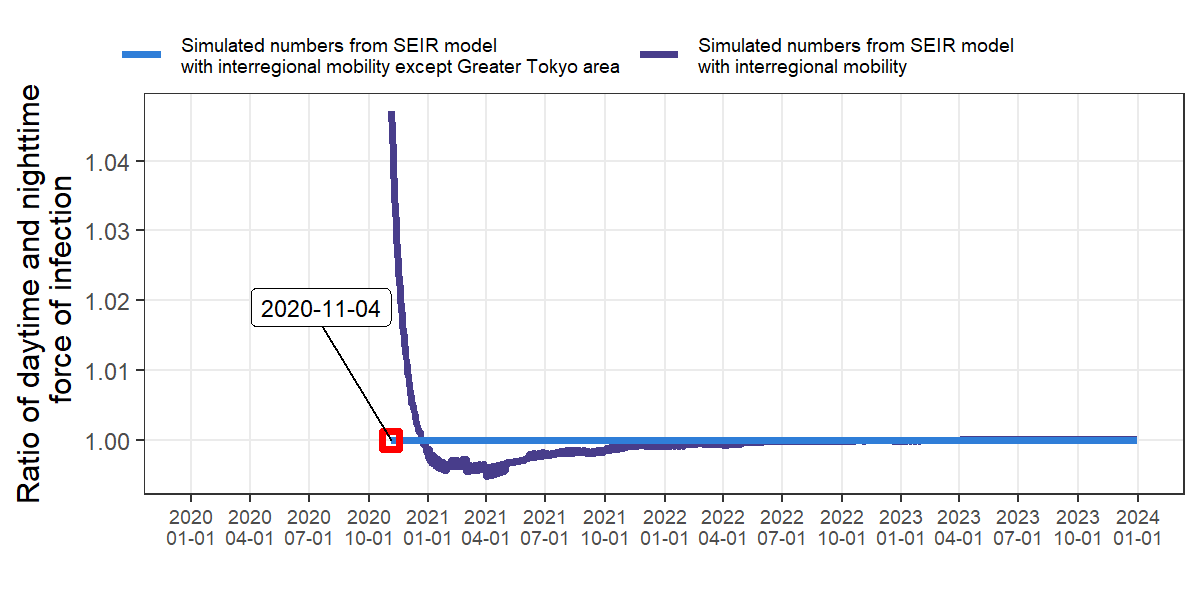 Simulated numbers from SEIR model
with interregional mobility except Greater Tokyo area
Simulated numbers from SEIR model
with interregional mobility
Ratio of daytime and nighttime
force of infection
1.04
1.03
1.02
1.01
1.00
2020-11-04
2020 2020 2020 2020 2021 2021 2021 2021 2022 2022 2022 2022 2023 2023 2023 2023 2024
01-01 04-01 07-01 10-01 01-01 04-01 07-01 10-01 01-01 04-01 07-01 10-01 01-01 04-01 07-01 10-01 01-01